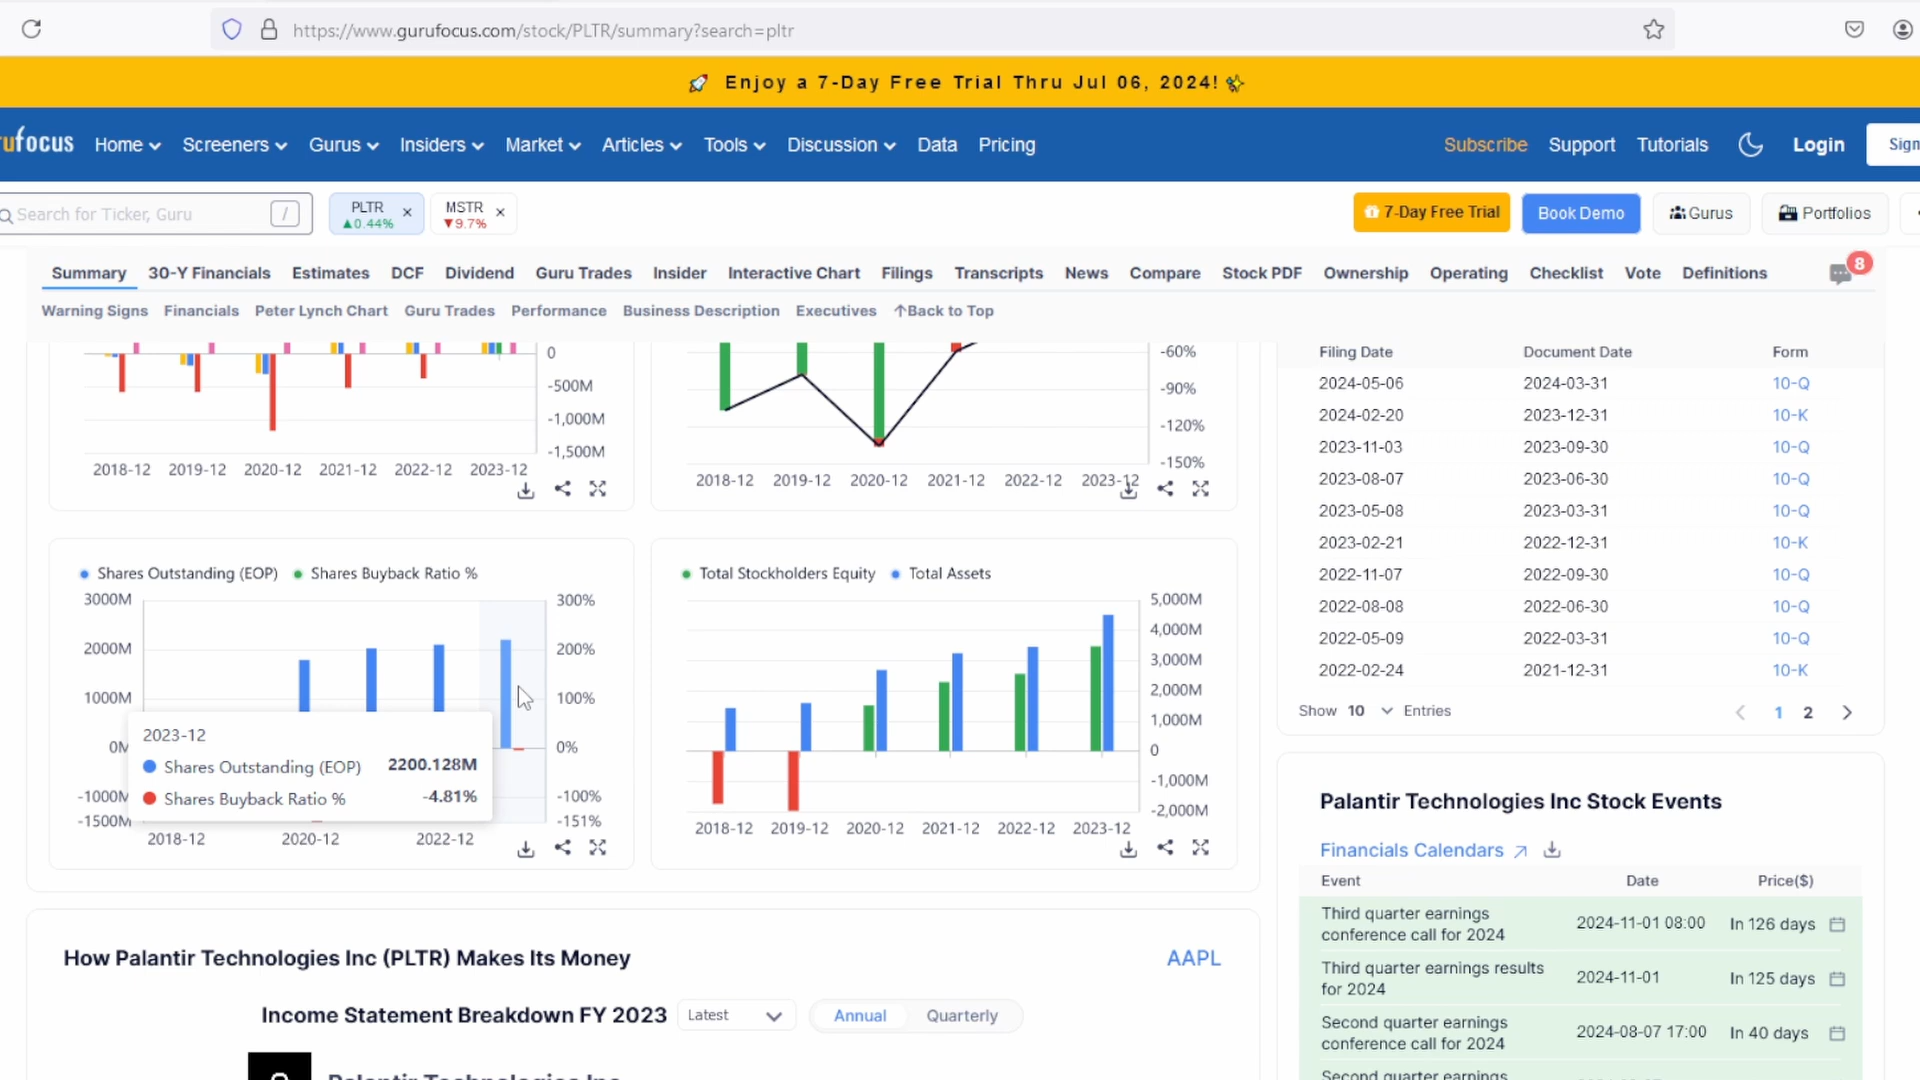 https://www.gurufocus.com/stock/PLTR/summary?search=pltr
🚀 Enjoy a 7-Day Free Trial Thru Jul 06, 2024! ✨
ufocus Home Screeners Gurus Insiders Market Articles Tools Discussion Data Pricing Subscribe Support Tutorials Login Sign
Search for Ticker, Guru / PLTR × ▲0.44% MSTR × ▼9.7% 7-Day Free Trial Book Demo Gurus Portfolios
Summary 30-Y Financials Estimates DCF Dividend Guru Trades Insider Interactive Chart Filings Transcripts News Compare Stock PDF Ownership Operating Checklist Vote Definitions 8
Warning Signs Financials Peter Lynch Chart Guru Trades Performance Business Description Executives ↑Back to Top
0
-500M
-1,000M
-1,500M
2018-12 2019-12 2020-12 2021-12 2022-12 2023-12
-60%
-90%
-120%
-150%
2018-12 2019-12 2020-12 2021-12 2022-12 2023-12
Shares Outstanding (EOP) Shares Buyback Ratio %
3000M 300%
2000M 200%
1000M 100%
0M 0%
-1000M -100%
-1500M -151%
2018-12 2020-12 2022-12
2023-12
Shares Outstanding (EOP) 2200.128M
Shares Buyback Ratio % -4.81%
Total Stockholders Equity Total Assets
5,000M
4,000M
3,000M
2,000M
1,000M
0
-1,000M
-2,000M
2018-12 2019-12 2020-12 2021-12 2022-12 2023-12
How Palantir Technologies Inc (PLTR) Makes Its Money AAPL
Income Statement Breakdown FY 2023 Latest Annual Quarterly
Palantir Technologies Inc
Filing Date Document Date Form
2024-05-06 2024-03-31 10-Q
2024-02-20 2023-12-31 10-K
2023-11-03 2023-09-30 10-Q
2023-08-07 2023-06-30 10-Q
2023-05-08 2023-03-31 10-Q
2023-02-21 2022-12-31 10-K
2022-11-07 2022-09-30 10-Q
2022-08-08 2022-06-30 10-Q
2022-05-09 2022-03-31 10-Q
2022-02-24 2021-12-31 10-K
Show 10 Entries 1 2
Palantir Technologies Inc Stock Events
Financials Calendars
Event Date Price($)
Third quarter earnings
conference call for 2024 2024-11-01 08:00 In 126 days
Third quarter earnings results
for 2024 2024-11-01 In 125 days
Second quarter earnings
conference call for 2024 2024-08-07 17:00 In 40 days
Second quarter earnings